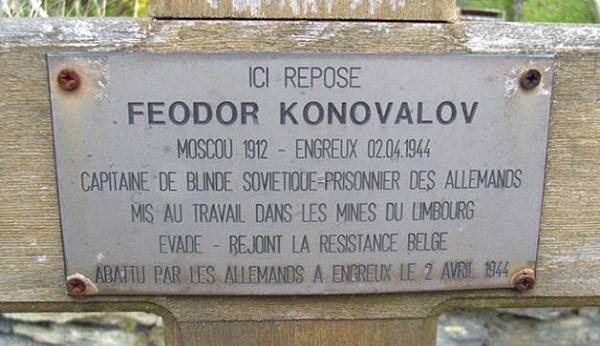 ICI REPOSE
FEODOR KONOVALOV
MOSCOU 1912 - ENGREUX 02.04.1944
CAPITAINE DE BLINDE SOVIETIQUE=PRISONNIER DES ALLEMANDS
MIS AU TRAVAIL DANS LES MINES DU LIMBOURG
EVADE - REJOINT LA RESISTANCE BELGE
ABATTU PAR LES ALLEMANDS A ENGREUX LE 2 AVRIL 1944